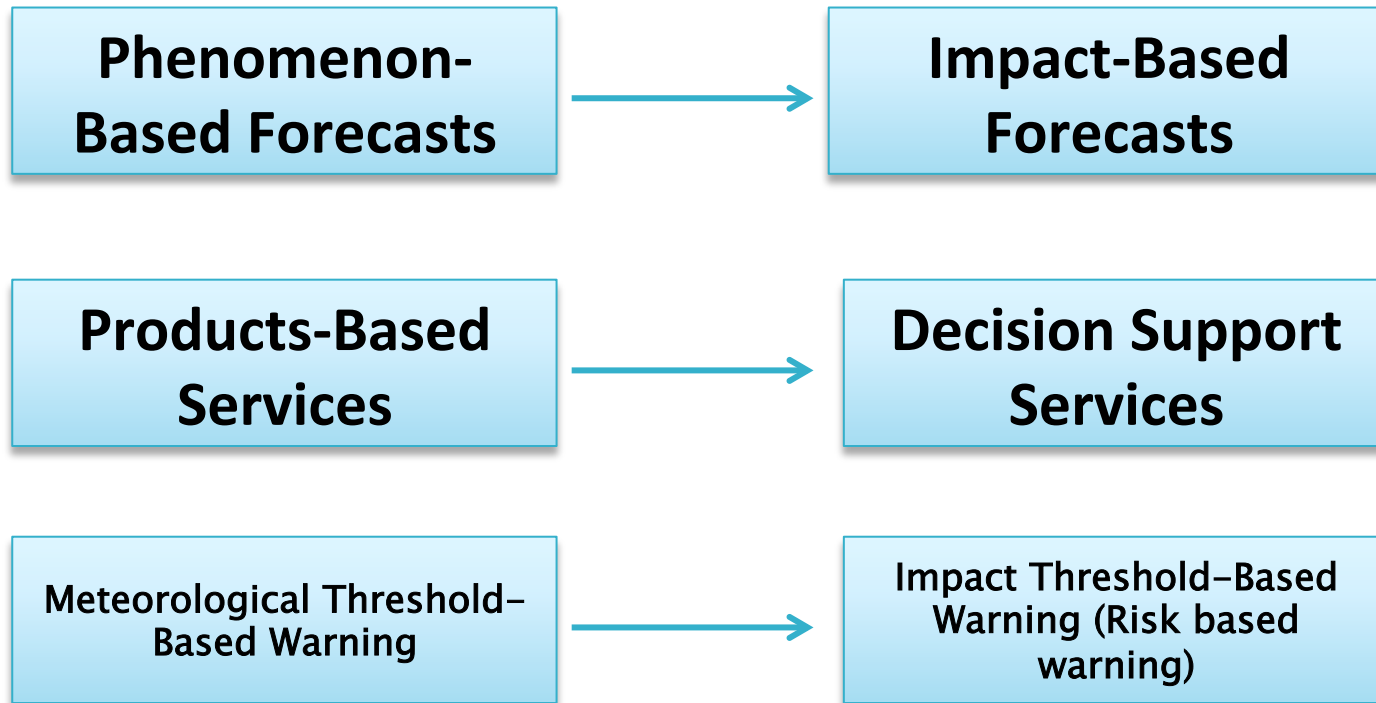 Phenomenon-
Based Forecasts
Impact-Based
Forecasts
Products-Based
Services
Decision Support
Services
Meteorological Threshold-
Based Warning
Impact Threshold-Based
Warning (Risk based
warning)